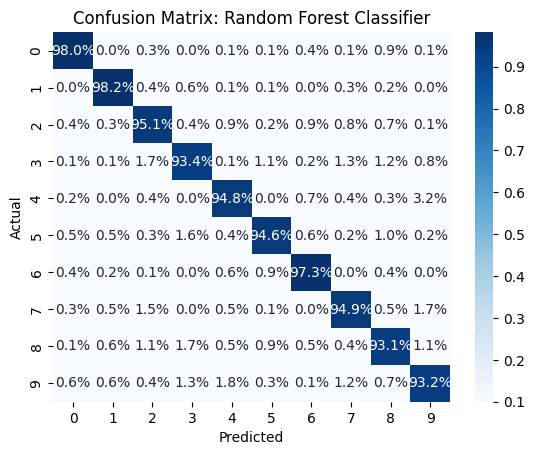 Confusion Matrix: Random Forest Classifier
0 98.0% 0.0% 0.3% 0.0% 0.1% 0.1% 0.4% 0.1% 0.9% 0.1%
1 0.0% 98.2% 0.4% 0.6% 0.1% 0.1% 0.0% 0.3% 0.2% 0.0%
2 0.4% 0.3% 95.1% 0.4% 0.9% 0.2% 0.9% 0.8% 0.7% 0.1%
3 0.1% 0.1% 1.7% 93.4% 0.1% 1.1% 0.2% 1.3% 1.2% 0.8%
4 0.2% 0.0% 0.4% 0.0% 94.8% 0.0% 0.7% 0.4% 0.3% 3.2%
5 0.5% 0.5% 0.3% 1.6% 0.4% 94.6% 0.6% 0.2% 1.0% 0.2%
6 0.4% 0.2% 0.1% 0.0% 0.6% 0.9% 97.3% 0.0% 0.4% 0.0%
7 0.3% 0.5% 1.5% 0.0% 0.5% 0.1% 0.0% 94.9% 0.5% 1.7%
8 0.1% 0.6% 1.1% 1.7% 0.5% 0.9% 0.5% 0.4% 93.1% 1.1%
9 0.6% 0.6% 0.4% 1.3% 1.8% 0.3% 0.1% 1.2% 0.7% 93.2%
0 1 2 3 4 5 6 7 8 9
Predicted
Actual
0.9
0.8
0.7
0.6
0.5
0.4
0.3
0.2
0.1